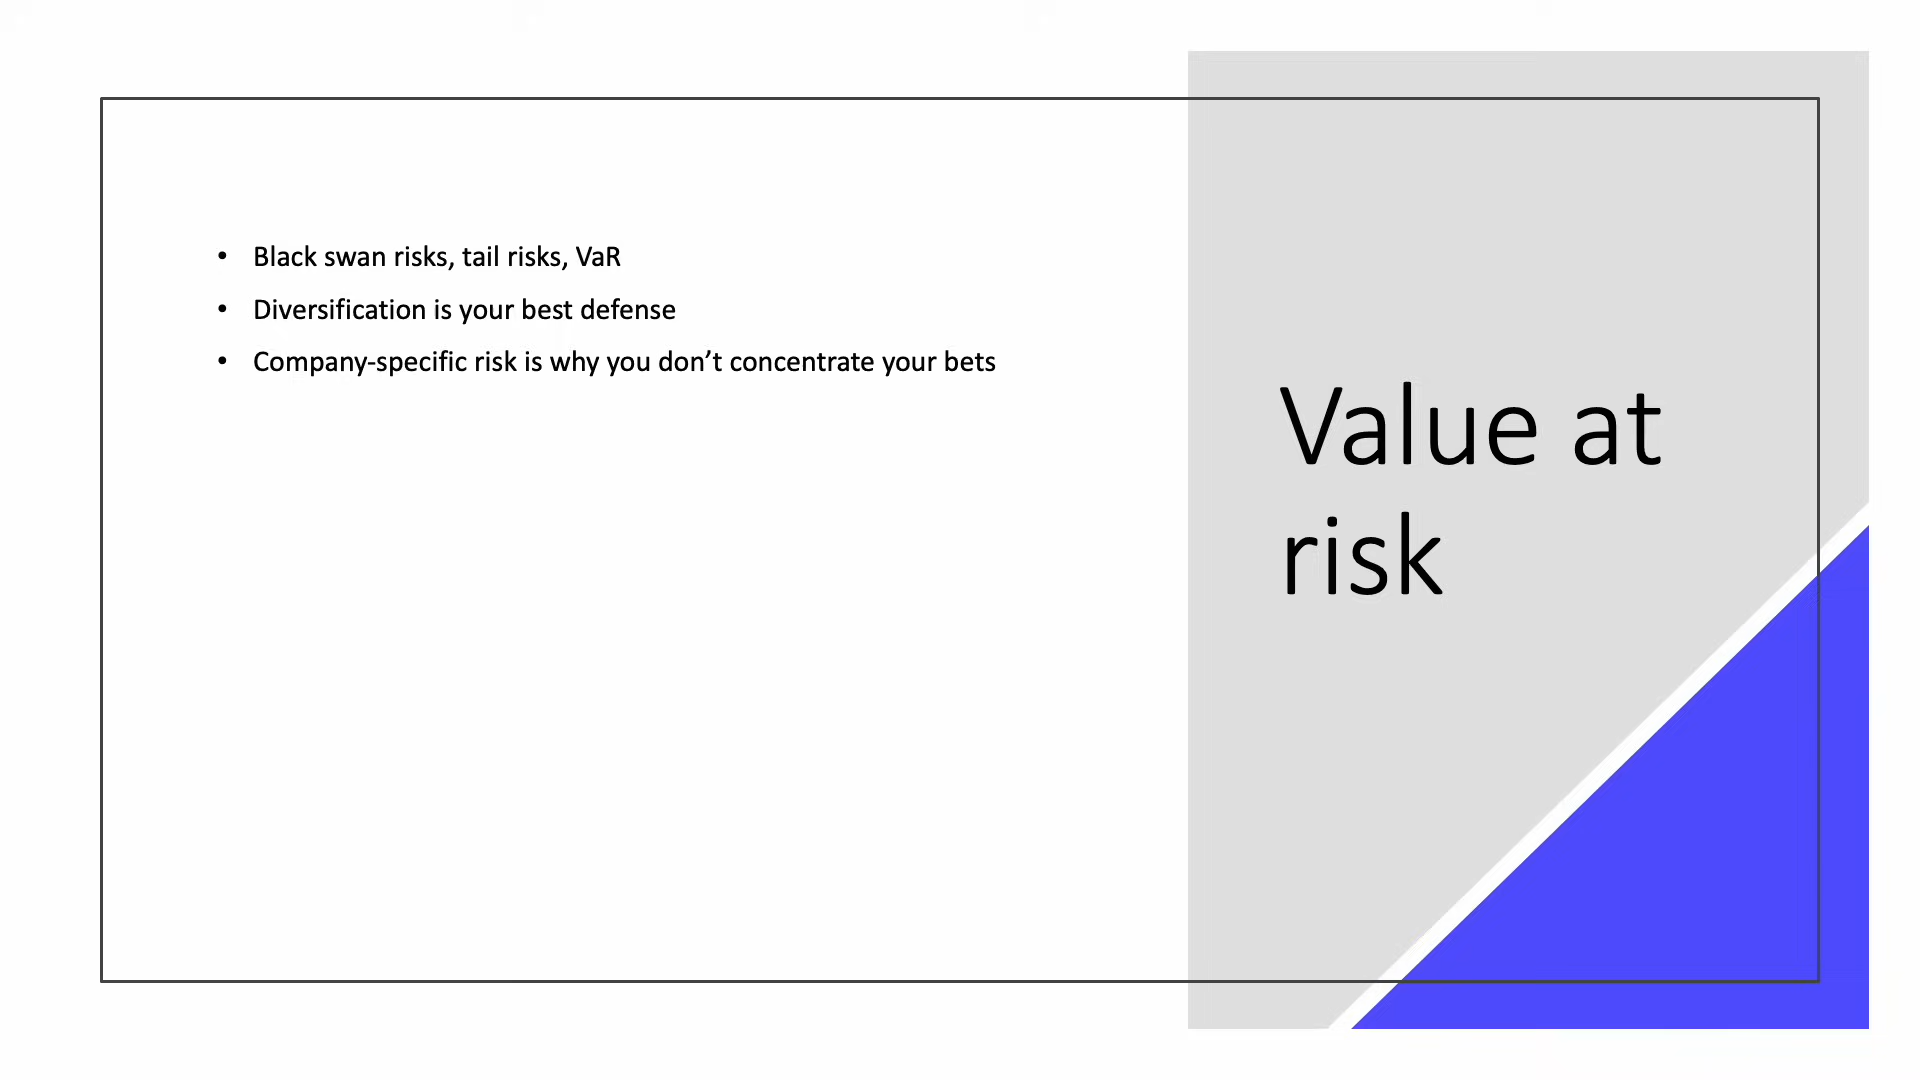 • Black swan risks, tail risks, VaR
• Diversification is your best defense
• Company-specific risk is why you don’t concentrate your bets
Value at
risk